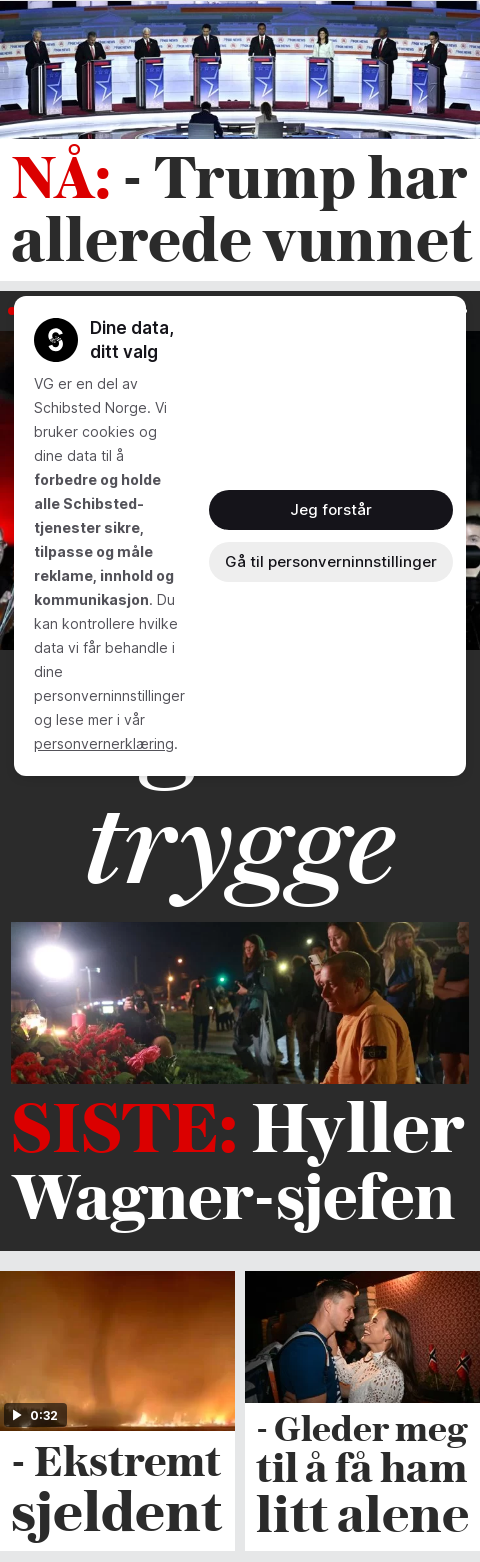 NÅ: - Trump har
allerede vunnet
Dine data,
ditt valg
VG er en del av
Schibsted Norge. Vi
bruker cookies og
dine data til å
forbedre og holde
alle Schibsted-
tjenester sikre,
tilpasse og måle
reklame, innhold og
kommunikasjon. Du
kan kontrollere hvilke
data vi får behandle i
dine
personverninnstillinger
og lese mer i vår
personvernerklæring.
Jeg forstår
Gå til personverninnstillinger
trygge
SISTE: Hyller
Wagner-sjefen
0:32
- Ekstremt
sjeldent
- Gleder meg
til å få ham
litt alene